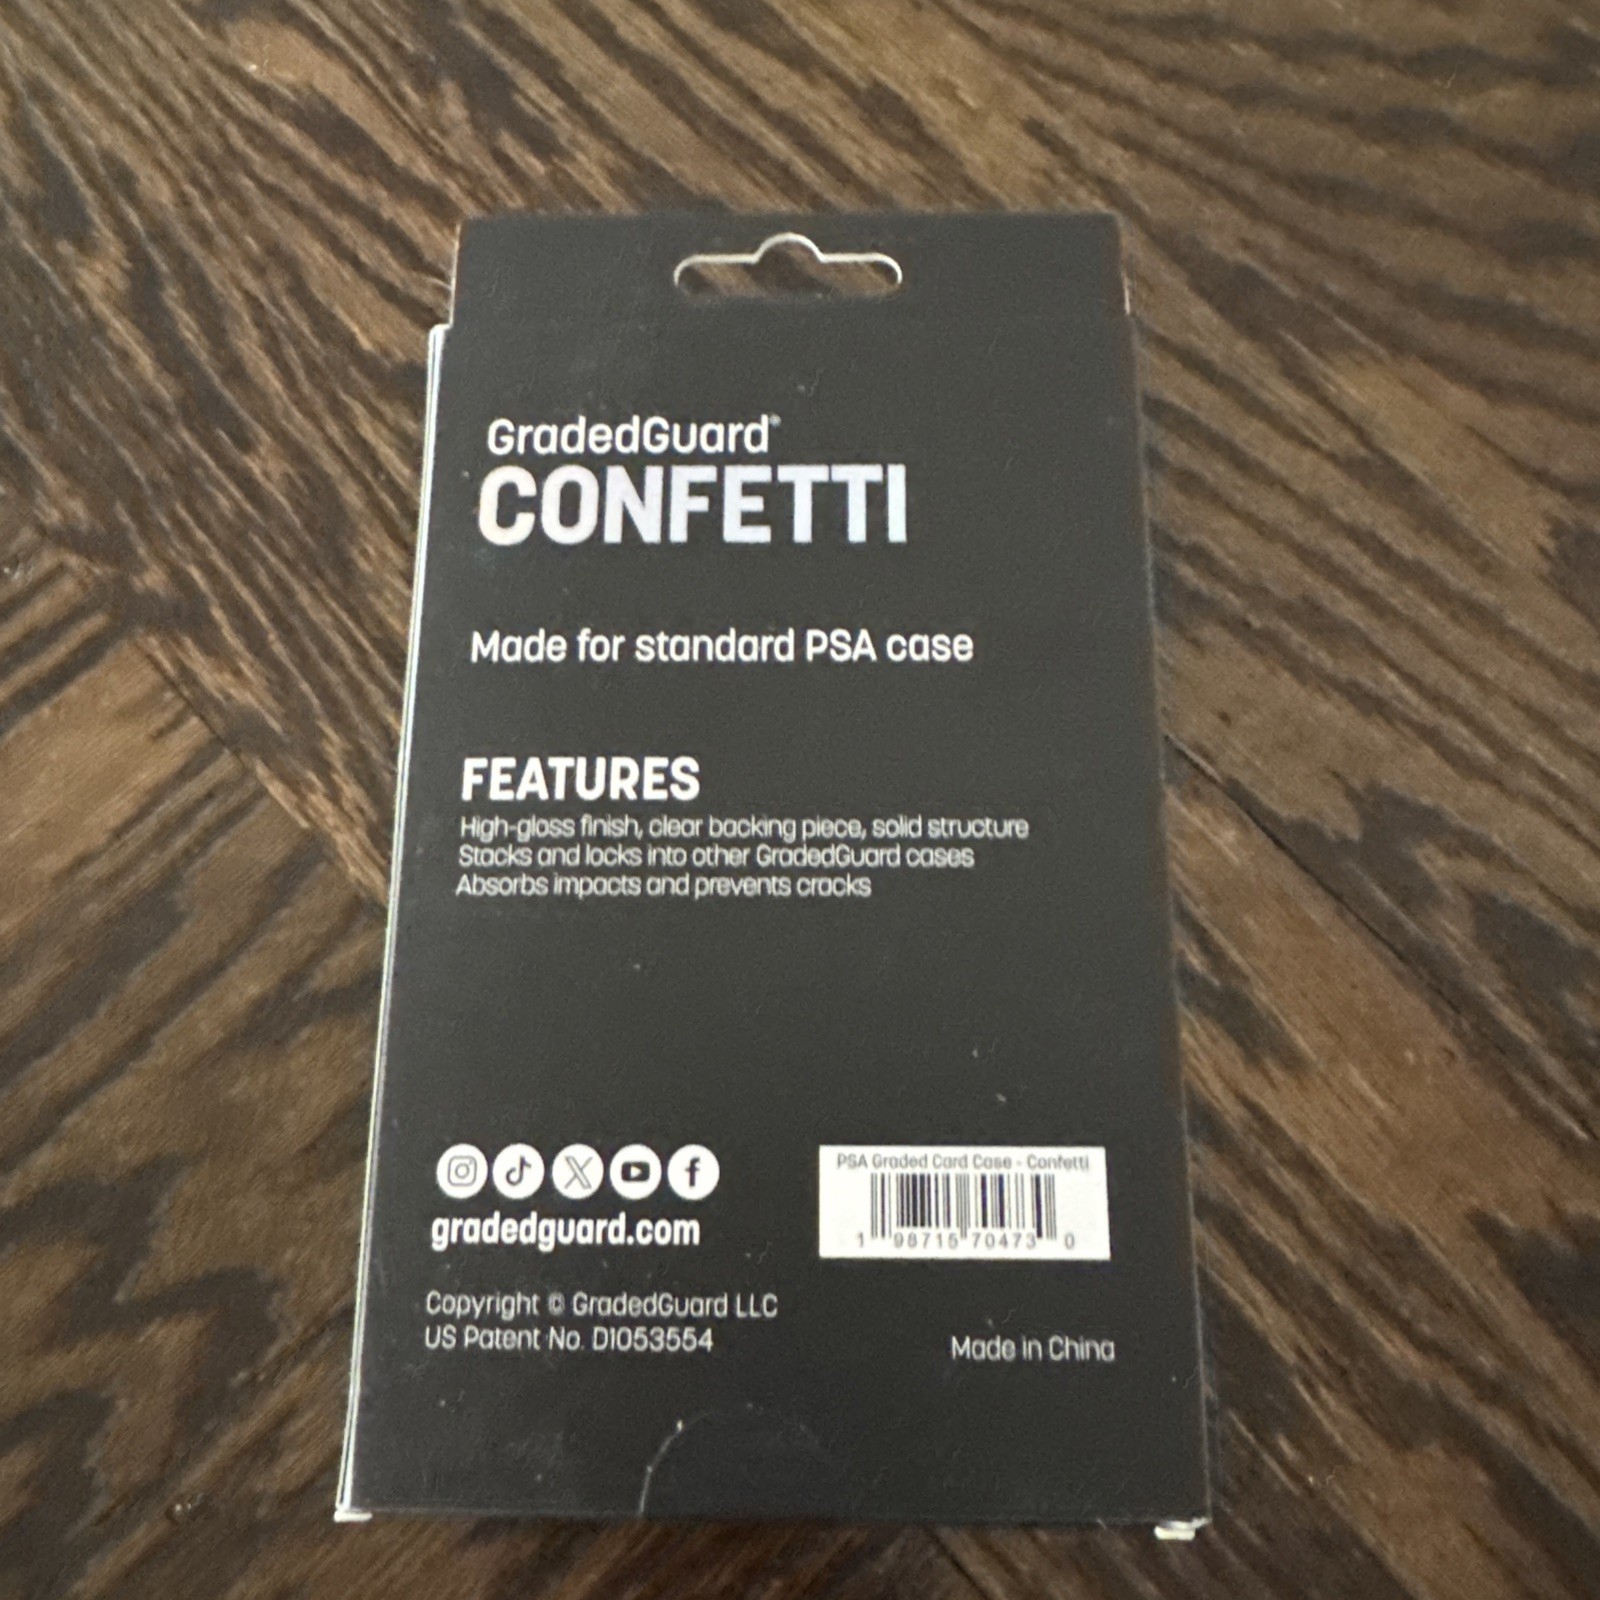 GradedGuard®
CONFETTI
Made for standard PSA case
FEATURES
High-gloss finish, clear backing piece, solid structure
Stacks and locks into other GradedGuard cases
Absorbs impacts and prevents cracks
gradedguard.com
PSA Graded Card Case - Confetti
1 98715 70473 0
Copyright © GradedGuard LLC
US Patent No. D1053554
Made in China